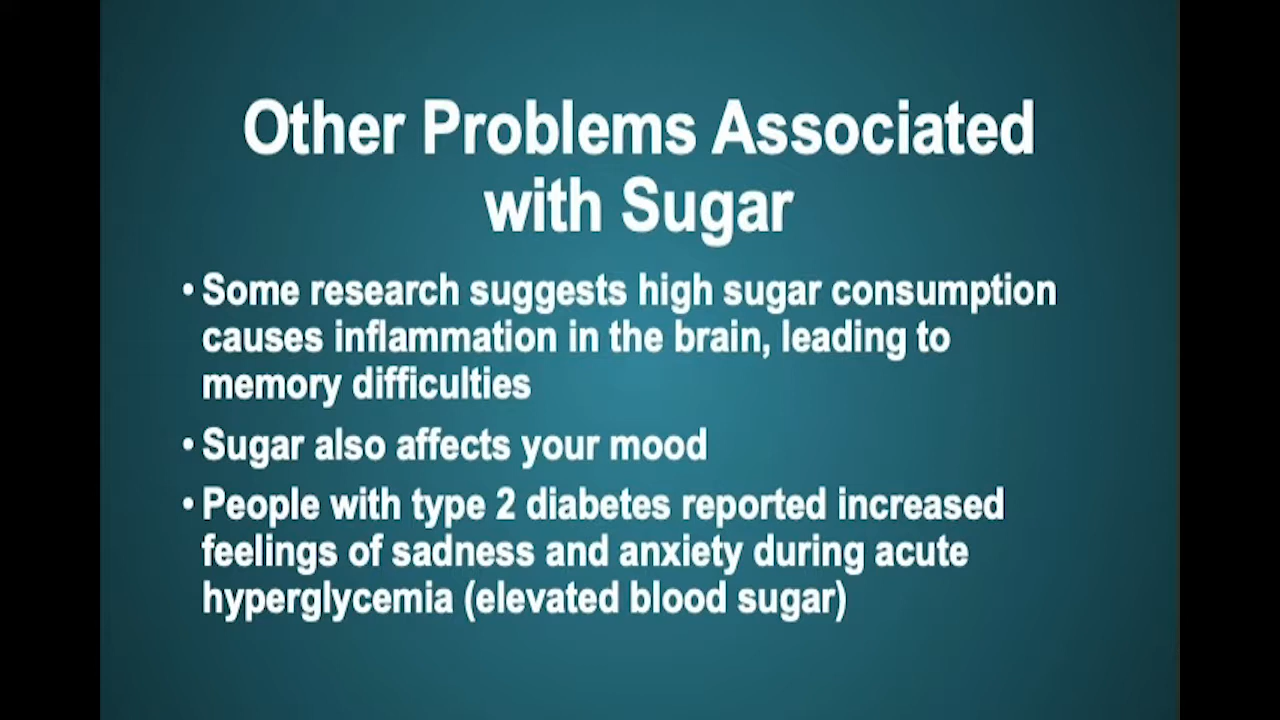 Other Problems Associated
with Sugar
• Some research suggests high sugar consumption
causes inflammation in the brain, leading to
memory difficulties
• Sugar also affects your mood
• People with type 2 diabetes reported increased
feelings of sadness and anxiety during acute
hyperglycemia (elevated blood sugar)